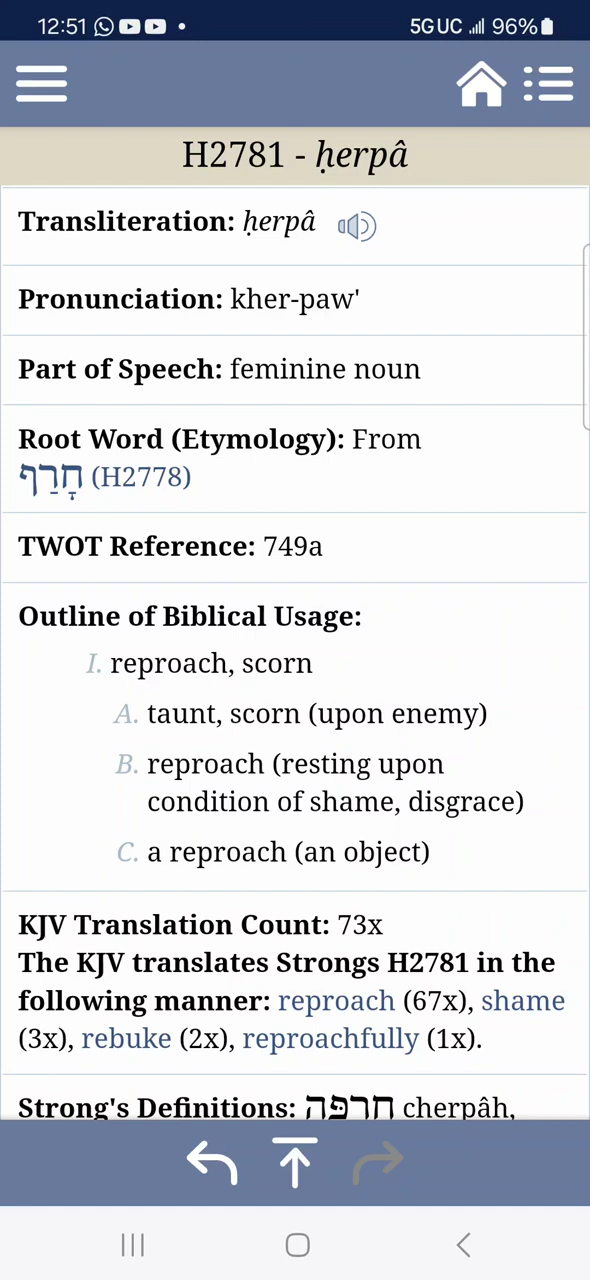 12:51 5G UC 96%
H2781 - ḥerpâ
Transliteration: ḥerpâ
Pronunciation: kher-paw'
Part of Speech: feminine noun
Root Word (Etymology): From
חָרַף (H2778)
TWOT Reference: 749a
Outline of Biblical Usage:
I. reproach, scorn
A. taunt, scorn (upon enemy)
B. reproach (resting upon
condition of shame, disgrace)
C. a reproach (an object)
KJV Translation Count: 73x
The KJV translates Strongs H2781 in the
following manner: reproach (67x), shame
(3x), rebuke (2x), reproachfully (1x).
Strong's Definitions: חרפּה cherpâh,